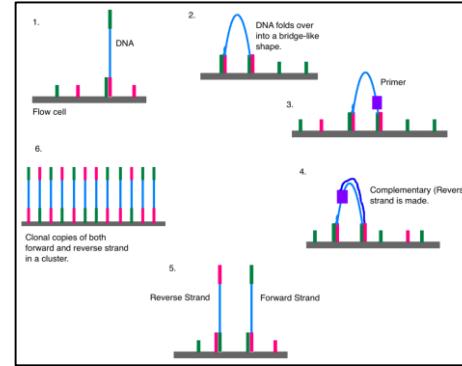 1.
DNA
Flow cell
2.
DNA folds over
into a bridge-like
shape.
Primer
3.
4.
Complementary (Revers
strand is made.
5.
Reverse Strand
Forward Strand
6.
Clonal copies of both
forward and reverse strand
in a cluster.